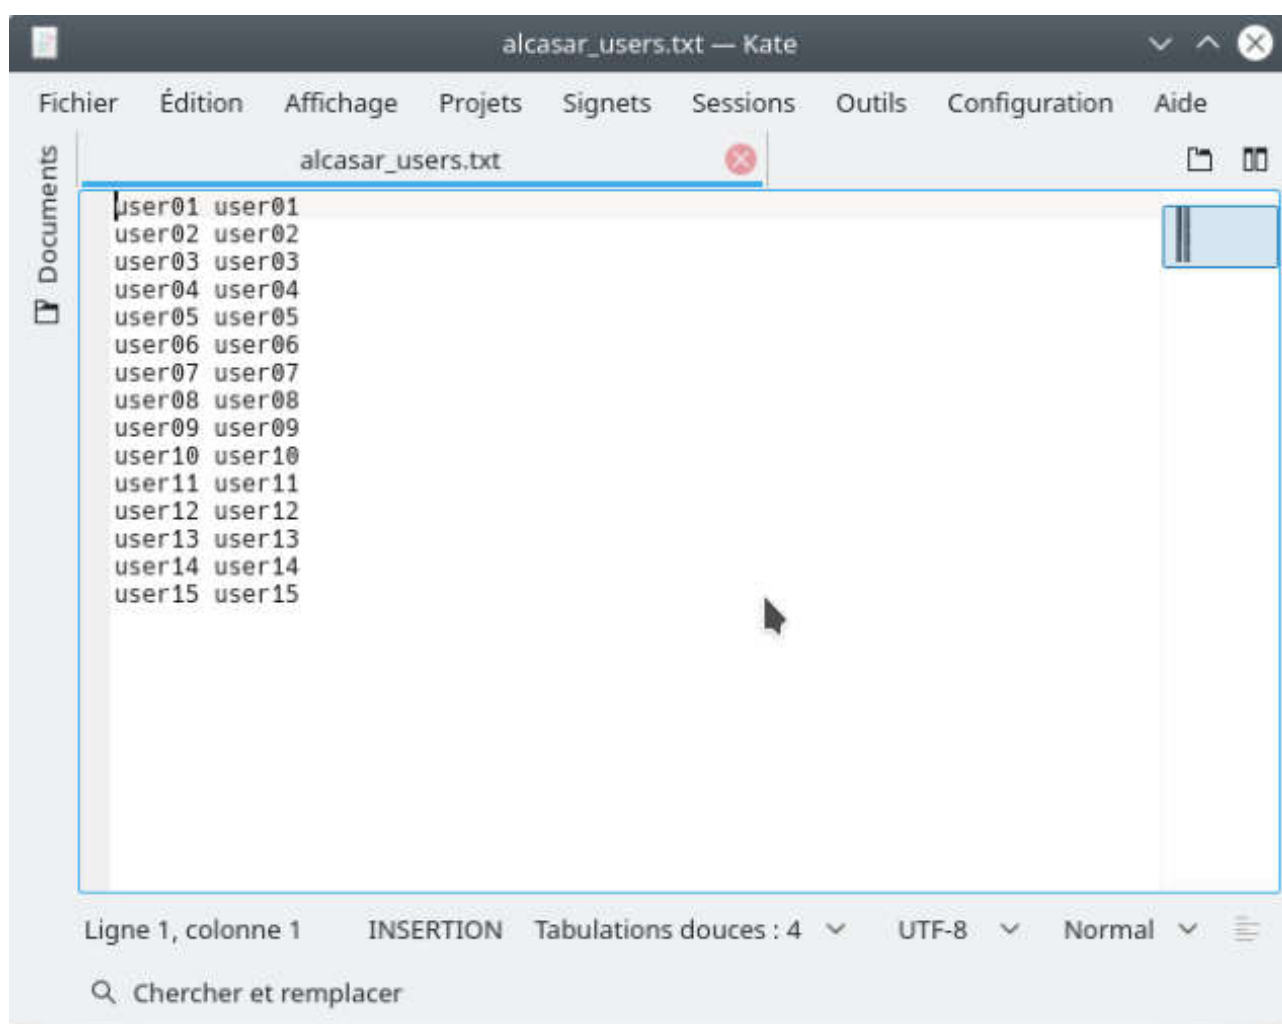 alcasar_users.txt — Kate
Fichier Édition Affichage Projets Signets Sessions Outils Configuration Aide
alcasar_users.txt
Documents
user01 user01
user02 user02
user03 user03
user04 user04
user05 user05
user06 user06
user07 user07
user08 user08
user09 user09
user10 user10
user11 user11
user12 user12
user13 user13
user14 user14
user15 user15
Ligne 1, colonne 1 INSERTION Tabulations douces : 4 UTF-8 Normal
Chercher et remplacer